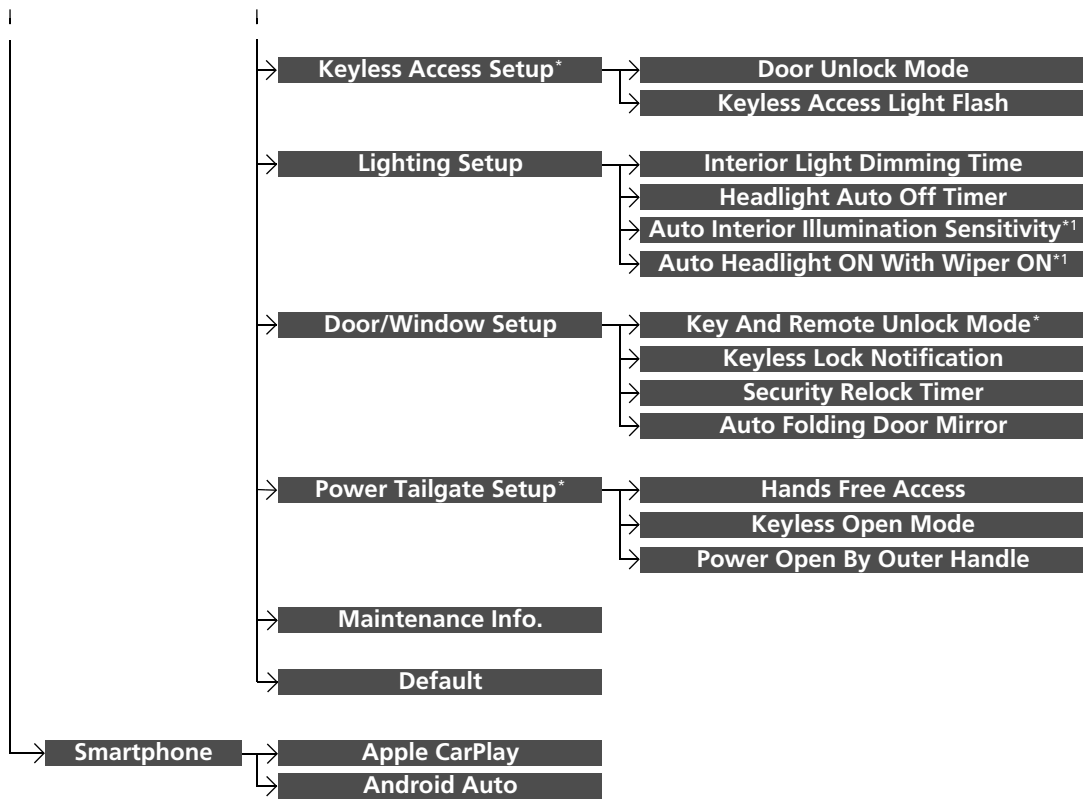 Keyless Access Setup*
Door Unlock Mode
Keyless Access Light Flash
Lighting Setup
Interior Light Dimming Time
Headlight Auto Off Timer
Auto Interior Illumination Sensitivity*1
Auto Headlight ON With Wiper ON*1
Door/Window Setup
Key And Remote Unlock Mode*
Keyless Lock Notification
Security Relock Timer
Auto Folding Door Mirror
Power Tailgate Setup*
Hands Free Access
Keyless Open Mode
Power Open By Outer Handle
Maintenance Info.
Default
Smartphone
Apple CarPlay
Android Auto